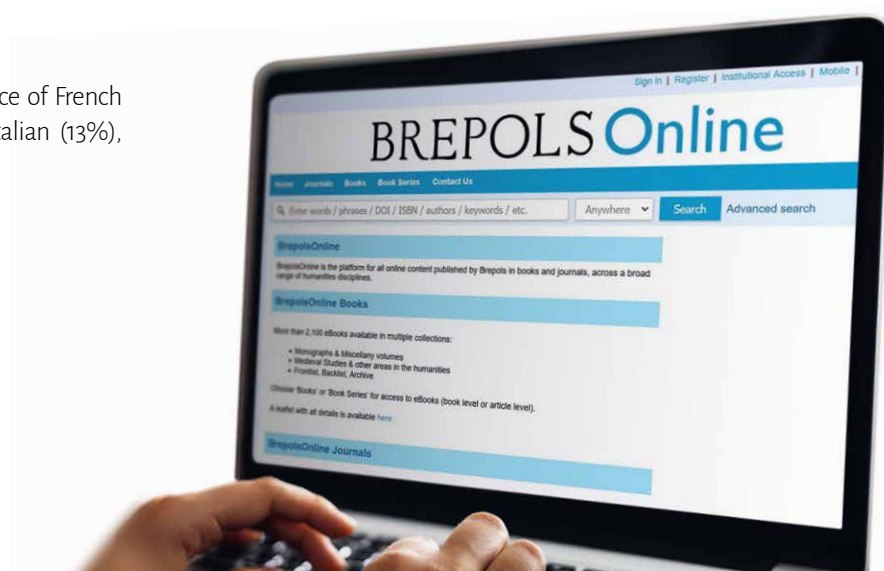 ce of French
talian (13%),
Sign in | Register | Institutional Access | Mobile |
BREPOLS Online
Home Journals Books Book Series Contact Us
Enter words / phrases / DOI / ISBN / authors / keywords / etc. Anywhere Search Advanced search
BrepolsOnline
BrepolsOnline is the platform for all online content published by Brepols in books and journals, across a broad
range of humanities disciplines.
BrepolsOnline Books
More than 2,100 eBooks available in multiple collections:
• Monographs & Miscellany volumes
• Medieval Studies & other areas in the humanities
• Frontlist, Backlist, Archive
Choose 'Books' or 'Book Series' for access to eBooks (book level or article level).
A leaflet with all details is available here.
BrepolsOnline Journals